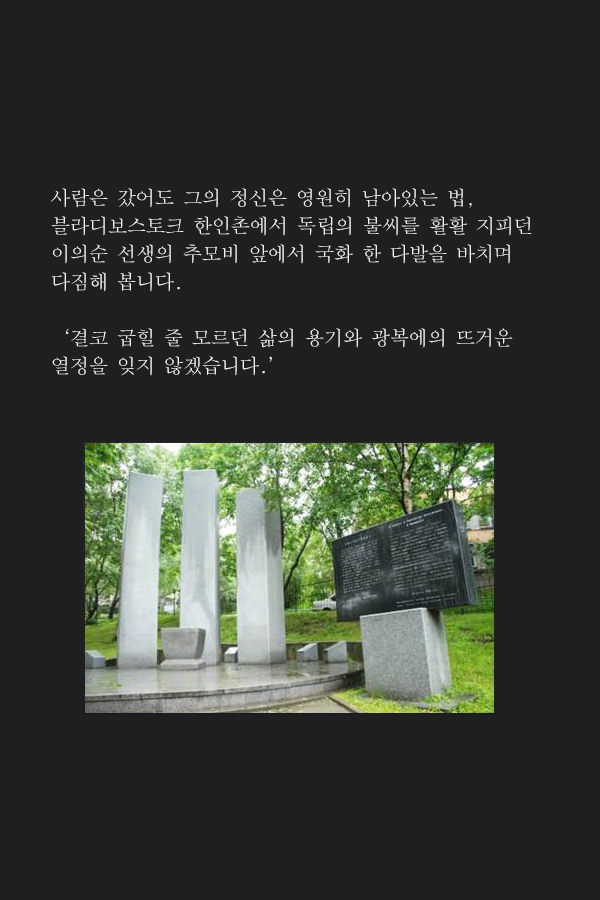 사람은 갔어도 그의 정신은 영원히 남아있는 법,
블라디보스토크 한인촌에서 독립의 불씨를 활활 지피던
이의순 선생의 추모비 앞에서 국화 한 다발을 바치며
다짐해 봅니다.
‘결코 굽힐 줄 모르던 삶의 용기와 광복에의 뜨거운
열정을 잊지 않겠습니다.’